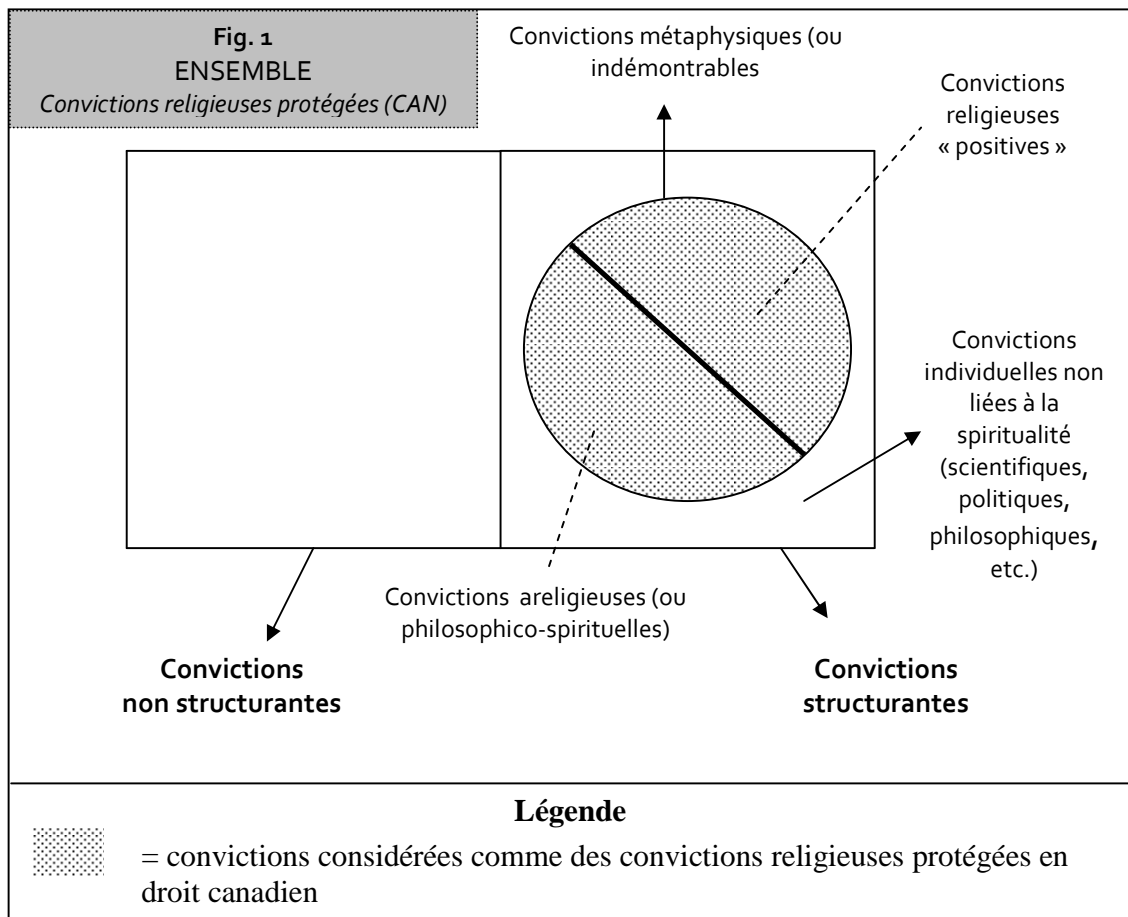 Fig. 1
ENSEMBLE
Convictions religieuses protégées (CAN)
Convictions métaphysiques (ou
indémontrables
Convictions
religieuses
« positives »
Convictions
individuelles non
liées à la
spiritualité
(scientifiques,
politiques,
philosophiques,
etc.)
Convictions areligieuses (ou
philosophico-spirituelles)
Convictions
non structurantes
Convictions
structurantes
Légende
= convictions considérées comme des convictions religieuses protégées en
droit canadien